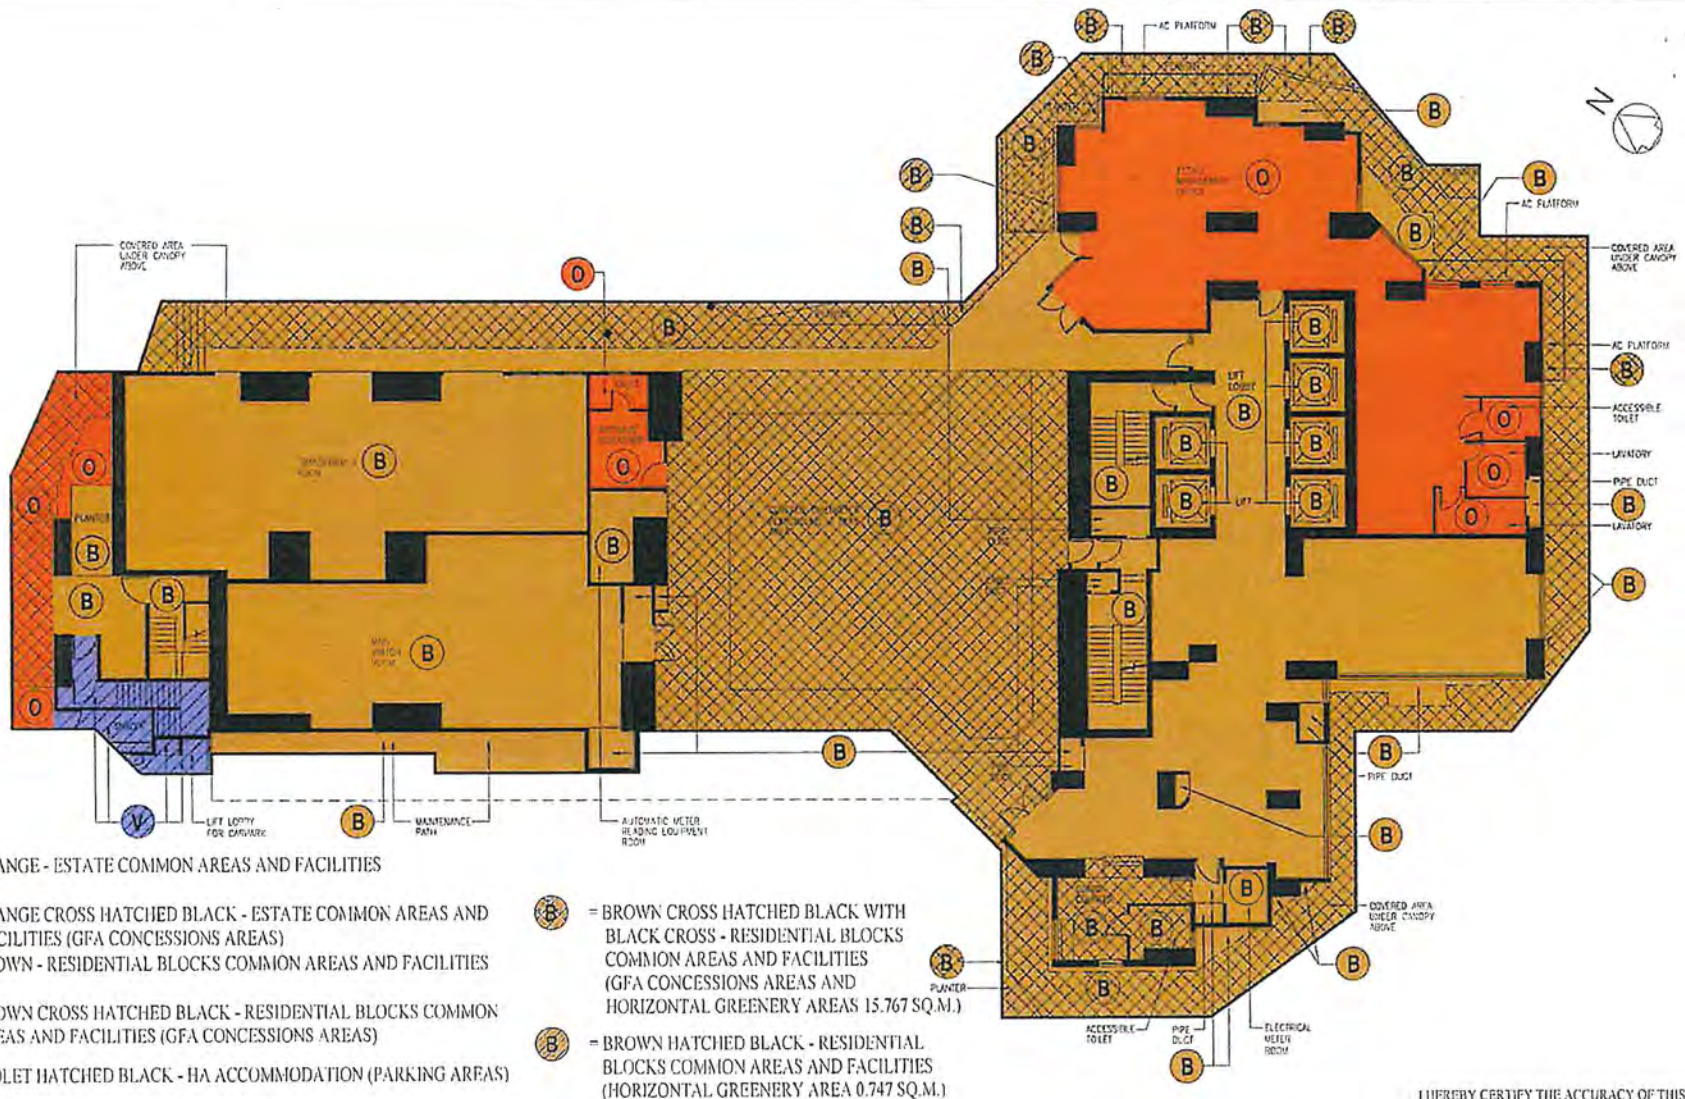 B
B
B
AC PLATFORM
B
B
N
B
B
O
B
B
B
AC PLATFORM
B
B
B
COVERED AREA
UNDER CANOPY
ABOVE
COVERED AREA
UNDER CANOPY
ABOVE
O
B
B
B
AC PLATFORM
B
B
LIFT
LOBBY
B
B
ACCESSIBLE
TOILET
O
O
B
O
B
B
LAVATORY
O
PIPE DUCT
B
B
LIFT
B
B
O
LAVATORY
O
PLANTER
B
B
B
B
B
B
B
B
B
MAIN
SWITCH
ROOM
O
B
B
PIPE DUCT
V
LIFT LOBBY
FOR CARPARK
B
MAINTENANCE
PATH
AUTOMATIC METER
READING EQUIPMENT
ROOM
B
ANGE - ESTATE COMMON AREAS AND FACILITIES
ANGE CROSS HATCHED BLACK - ESTATE COMMON AREAS AND
CILITIES (GFA CONCESSIONS AREAS)
OWN - RESIDENTIAL BLOCKS COMMON AREAS AND FACILITIES
OWN CROSS HATCHED BLACK - RESIDENTIAL BLOCKS COMMON
EAS AND FACILITIES (GFA CONCESSIONS AREAS)
OLET HATCHED BLACK - HA ACCOMMODATION (PARKING AREAS)
B = BROWN CROSS HATCHED BLACK WITH
BLACK CROSS - RESIDENTIAL BLOCKS
COMMON AREAS AND FACILITIES
(GFA CONCESSIONS AREAS AND
HORIZONTAL GREENERY AREAS 15.767 SQ.M.)
B = BROWN HATCHED BLACK - RESIDENTIAL
BLOCKS COMMON AREAS AND FACILITIES
(HORIZONTAL GREENERY AREA 0.747 SQ.M.)
B
B
B
COVERED AREA
UNDER CANOPY
ABOVE
B
PLANTER
B
B
ACCESSIBLE
TOILET
PIPE
DUCT
ELECTRICAL
METER
ROOM
B
I HEREBY CERTIFY THE ACCURACY OF THIS